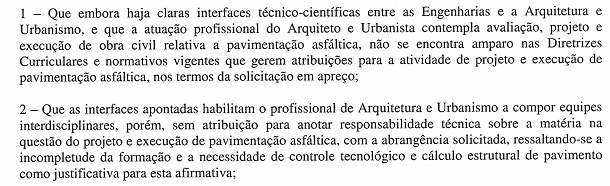 1 – Que embora haja claras interfaces técnico-científicas entre as Engenharias e a Arquitetura e
Urbanismo, e que a atuação profissional do Arquiteto e Urbanista contempla avaliação, projeto e
execução de obra civil relativa a pavimentação asfáltica, não se encontra amparo nas Diretrizes
Curriculares e normativos vigentes que gerem atribuições para a atividade de projeto e execução de
pavimentação asfáltica, nos termos da solicitação em apreço;
2 – Que as interfaces apontadas habilitam o profissional de Arquitetura e Urbanismo a compor equipes
interdisciplinares, porém, sem atribuição para anotar responsabilidade técnica sobre a matéria na
questão do projeto e execução de pavimentação asfáltica, com a abrangência solicitada, ressaltando-se a
incompletude da formação e a necessidade de controle tecnológico e cálculo estrutural de pavimento
como justificativa para esta afirmativa;